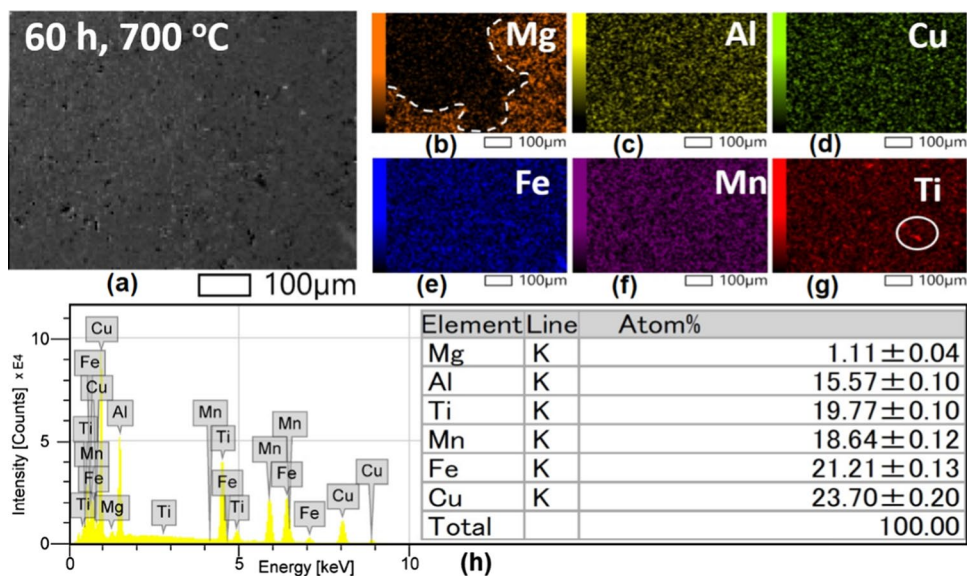 60 h, 700 °C
(a)
100µm
Mg
(b)
100µm
Al
(c)
100µm
Cu
(d)
100µm
Fe
(e)
100µm
Mn
(f)
100µm
Ti
(g)
100µm
Intensity [Counts] x E4
10
5
0
Cu
Fe
Cu
Ti
Mn
Fe
Ti
Mg
Al
Ti
Mn
Ti
Fe
Ti
Mn
Mn
Fe
Fe
Cu
Cu
0
5
10
Energy [keV]
(h)
Element Line Atom%
Mg K 1.11±0.04
Al K 15.57±0.10
Ti K 19.77±0.10
Mn K 18.64±0.12
Fe K 21.21±0.13
Cu K 23.70±0.20
Total 100.00